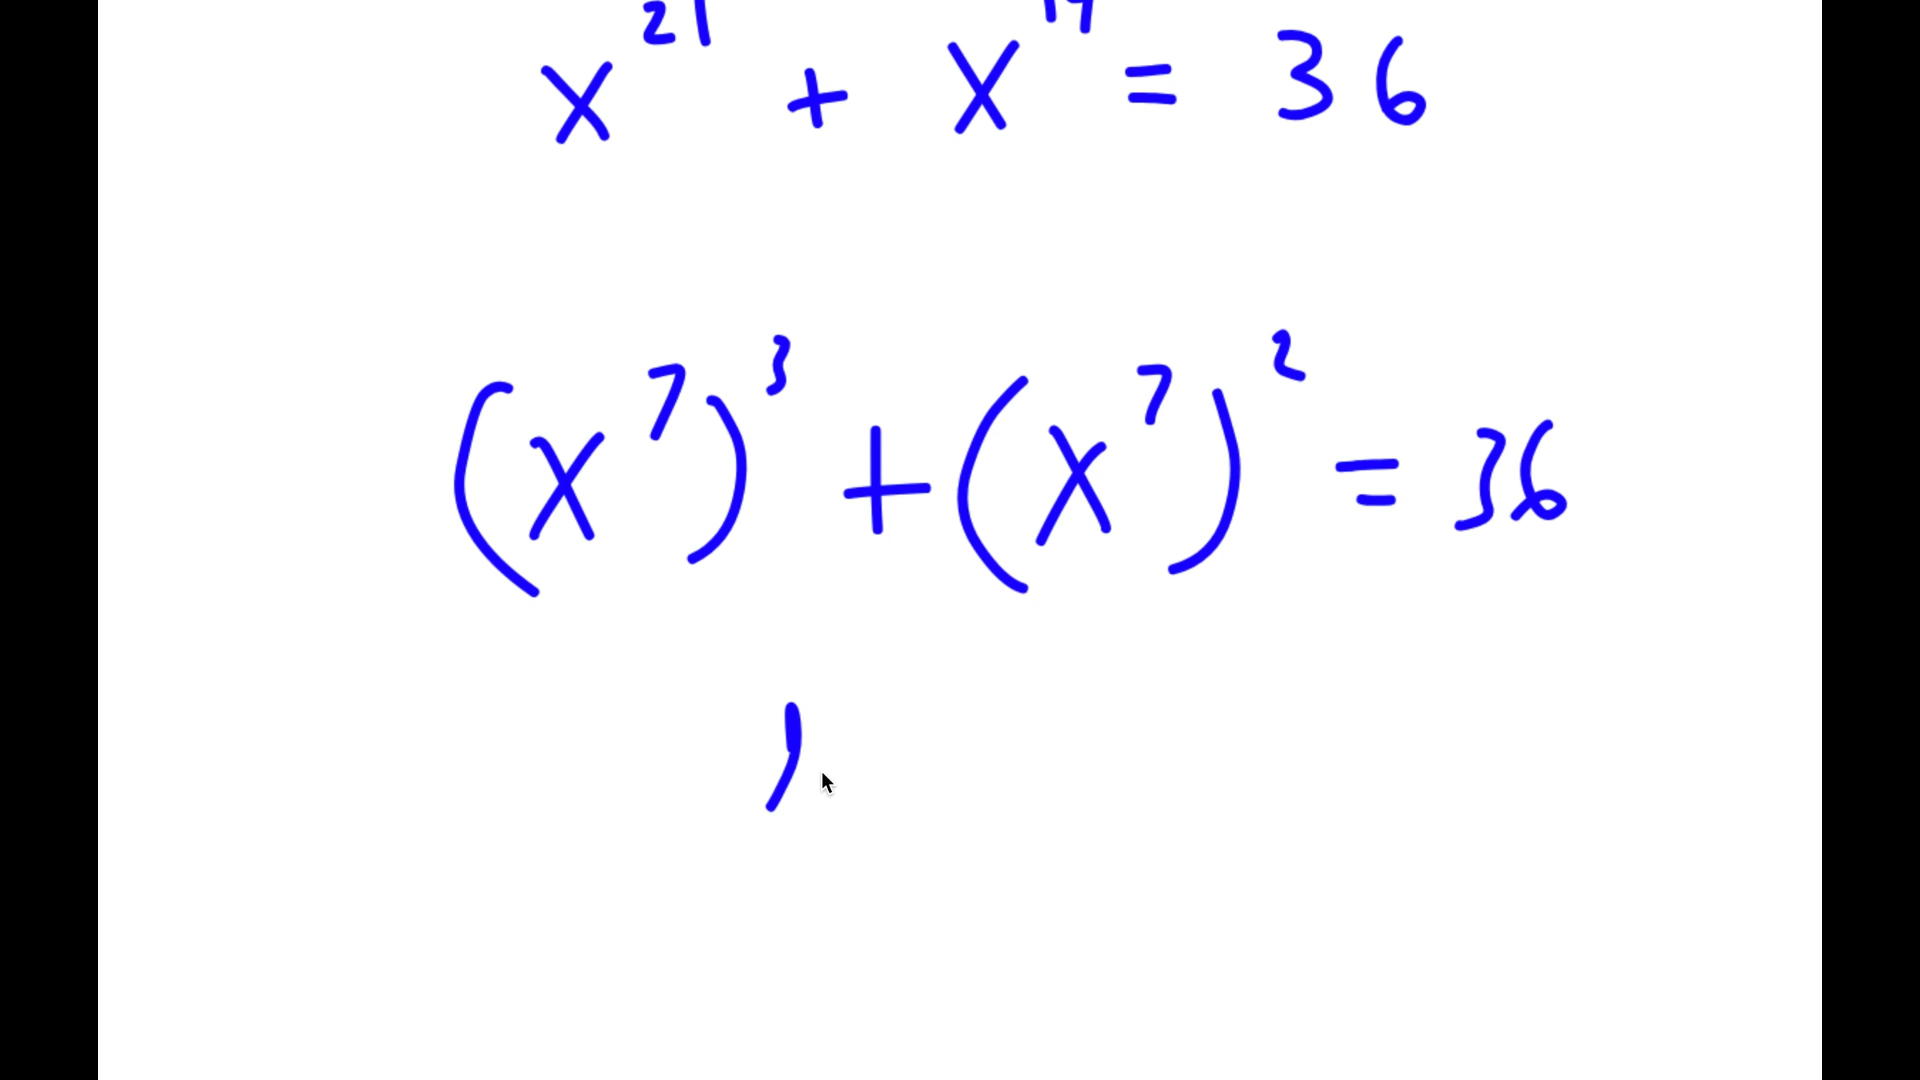 x^21 + x^14 = 36
(x^7)^3 + (x^7)^2 = 36